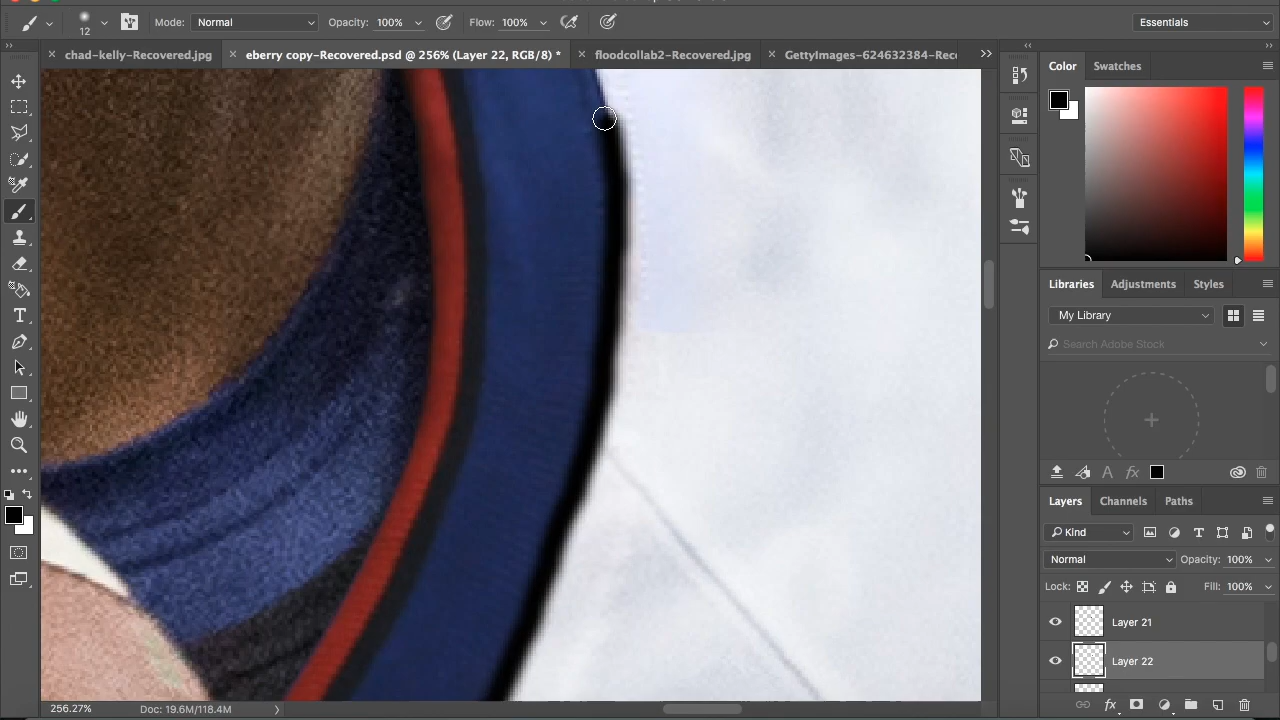 12 Mode: Normal Opacity: 100% Flow: 100% Essentials
× chad-kelly-Recovered.jpg × eberry copy-Recovered.psd @ 256% (Layer 22, RGB/8) * × floodcollab2-Recovered.jpg × GettyImages-624632384-Reco
Color Swatches
Libraries Adjustments Styles
My Library
Search Adobe Stock
Layers Channels Paths
Kind
Normal Opacity: 100%
Lock: Fill: 100%
Layer 21
Layer 22
256.27% Doc: 19.6M/118.4M